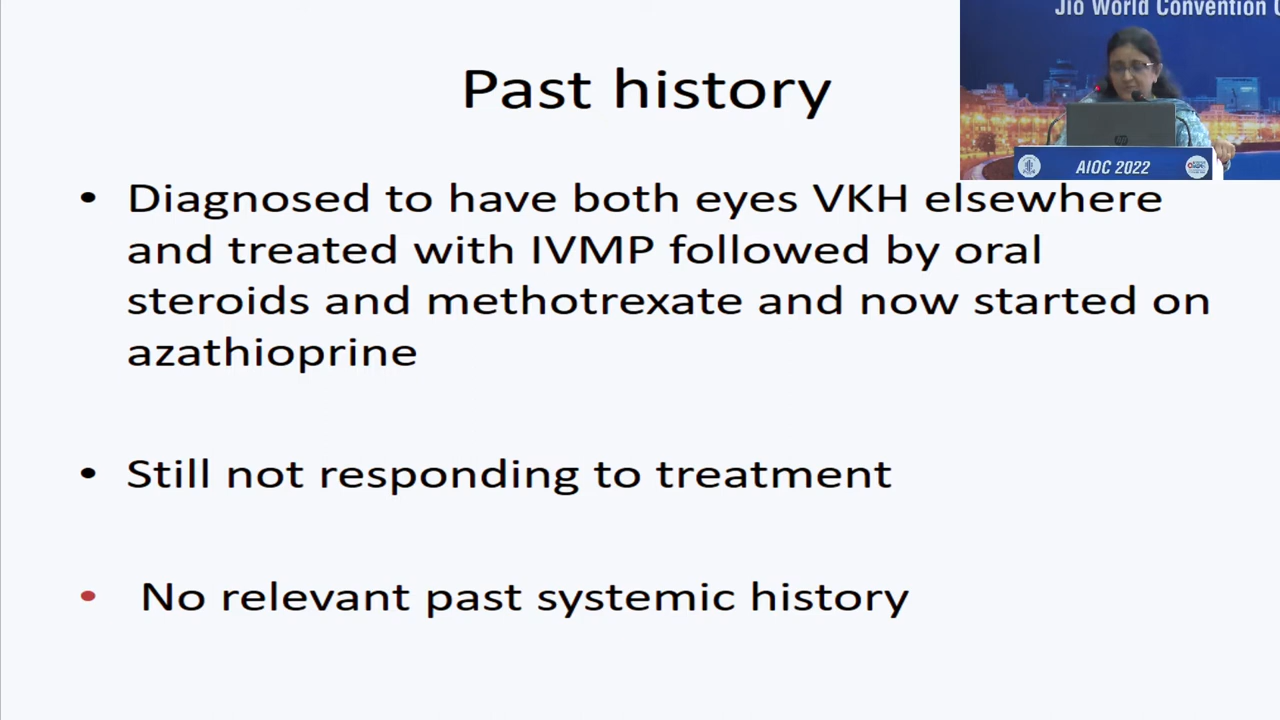 Jio World Convention
Past history
AIOC 2022
• Diagnosed to have both eyes VKH elsewhere
and treated with IVMP followed by oral
steroids and methotrexate and now started on
azathioprine
• Still not responding to treatment
• No relevant past systemic history